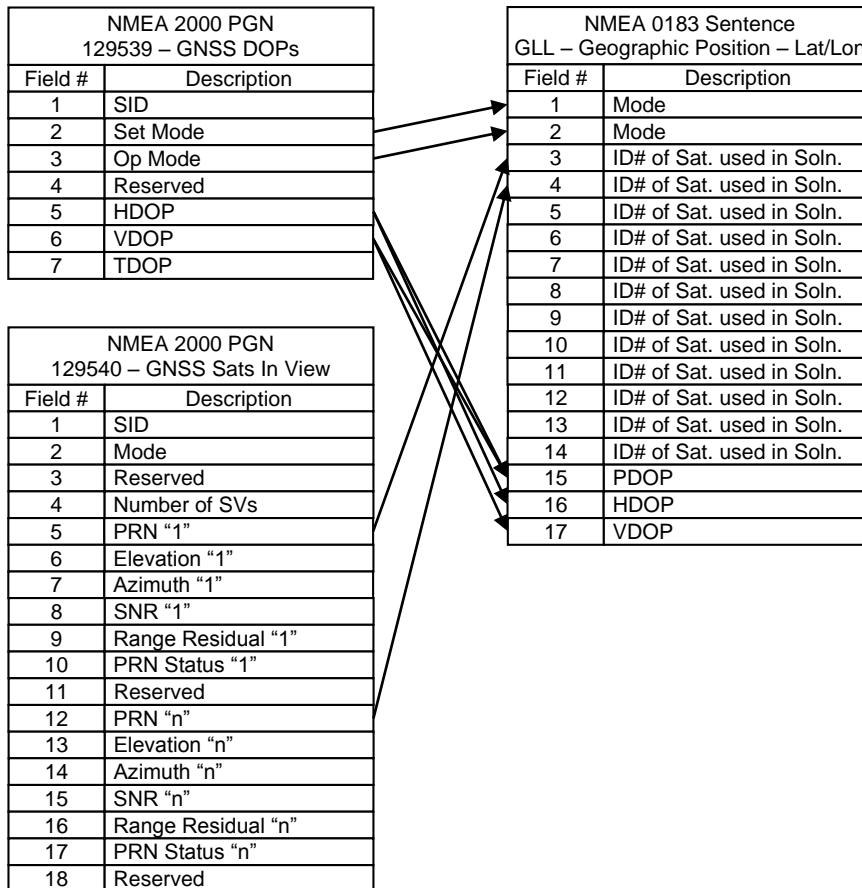 NMEA 2000 PGN
129539 – GNSS DOPs
Field # Description
1 SID
2 Set Mode
3 Op Mode
4 Reserved
5 HDOP
6 VDOP
7 TDOP
NMEA 2000 PGN
129540 – GNSS Sats In View
Field # Description
1 SID
2 Mode
3 Reserved
4 Number of SVs
5 PRN “1”
6 Elevation “1”
7 Azimuth “1”
8 SNR “1”
9 Range Residual “1”
10 PRN Status “1”
11 Reserved
12 PRN “n”
13 Elevation “n”
14 Azimuth “n”
15 SNR “n”
16 Range Residual “n”
17 PRN Status “n”
18 Reserved
NMEA 0183 Sentence
GLL – Geographic Position – Lat/Lon
Field # Description
1 Mode
2 Mode
3 ID# of Sat. used in Soln.
4 ID# of Sat. used in Soln.
5 ID# of Sat. used in Soln.
6 ID# of Sat. used in Soln.
7 ID# of Sat. used in Soln.
8 ID# of Sat. used in Soln.
9 ID# of Sat. used in Soln.
10 ID# of Sat. used in Soln.
11 ID# of Sat. used in Soln.
12 ID# of Sat. used in Soln.
13 ID# of Sat. used in Soln.
14 ID# of Sat. used in Soln.
15 PDOP
16 HDOP
17 VDOP